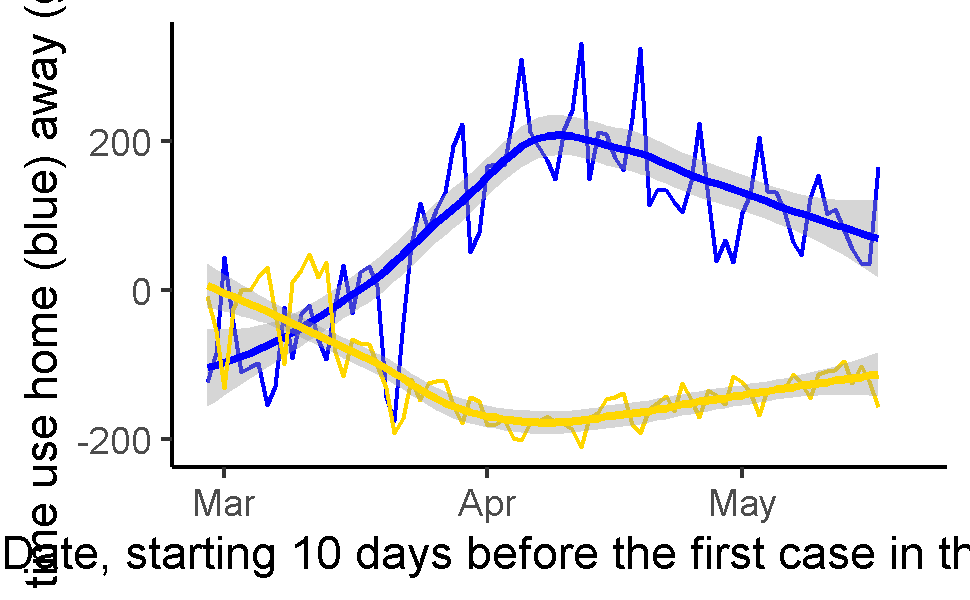 time use home (blue) away (
200
0
-200
Mar Apr May
Date, starting 10 days before the first case in th